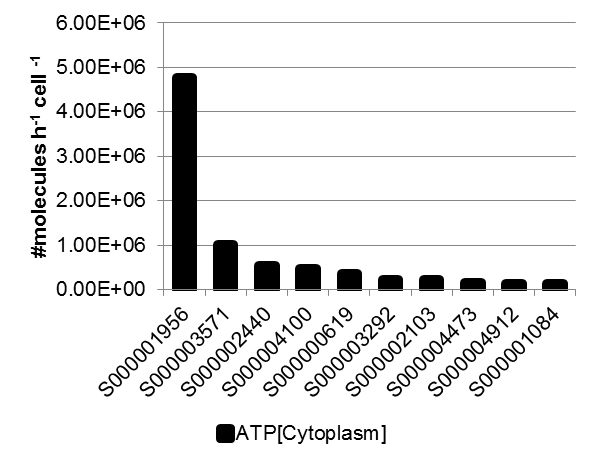 6.00E+06
5.00E+06
4.00E+06
3.00E+06
2.00E+06
1.00E+06
0.00E+00
#molecules h⁻¹ cell ⁻¹
S000001956
S000003571
S000002440
S000004100
S000000619
S000003292
S000002103
S000004473
S000004912
S000001084
ATP[Cytoplasm]